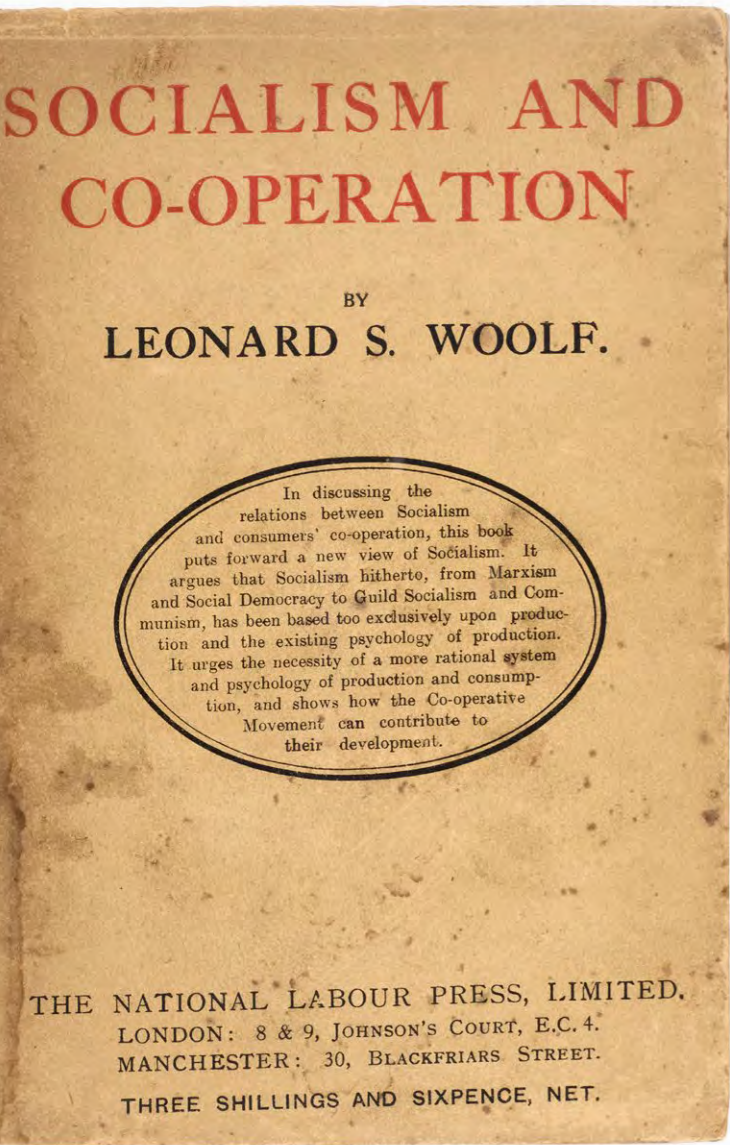 SOCIALISM AND
CO-OPERATION
BY
LEONARD S. WOOLF.
In discussing the
relations between Socialism
and consumers' co-operation, this book
puts forward a new view of Socialism. It
argues that Socialism hitherto, from Marxism
and Social Democracy to Guild Socialism and Com-
munism, has been based too exclusively upon produc-
tion and the existing psychology of production.
It urges the necessity of a more rational system
and psychology of production and consump-
tion, and shows how the Co-operative
Movement can contribute to
their development.
THE NATIONAL LABOUR PRESS, LIMITED.
LONDON: 8 & 9, JOHNSON'S COURT, E.C. 4.
MANCHESTER: 30, BLACKFRIARS STREET.
THREE SHILLINGS AND SIXPENCE, NET.